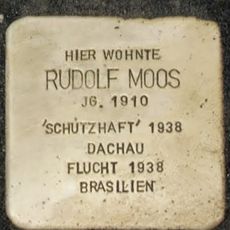 HIER WOHNTE
RUDOLF MOOS
JG. 1910
'SCHUTZHAFT' 1938
DACHAU
FLUCHT 1938
BRASILIEN